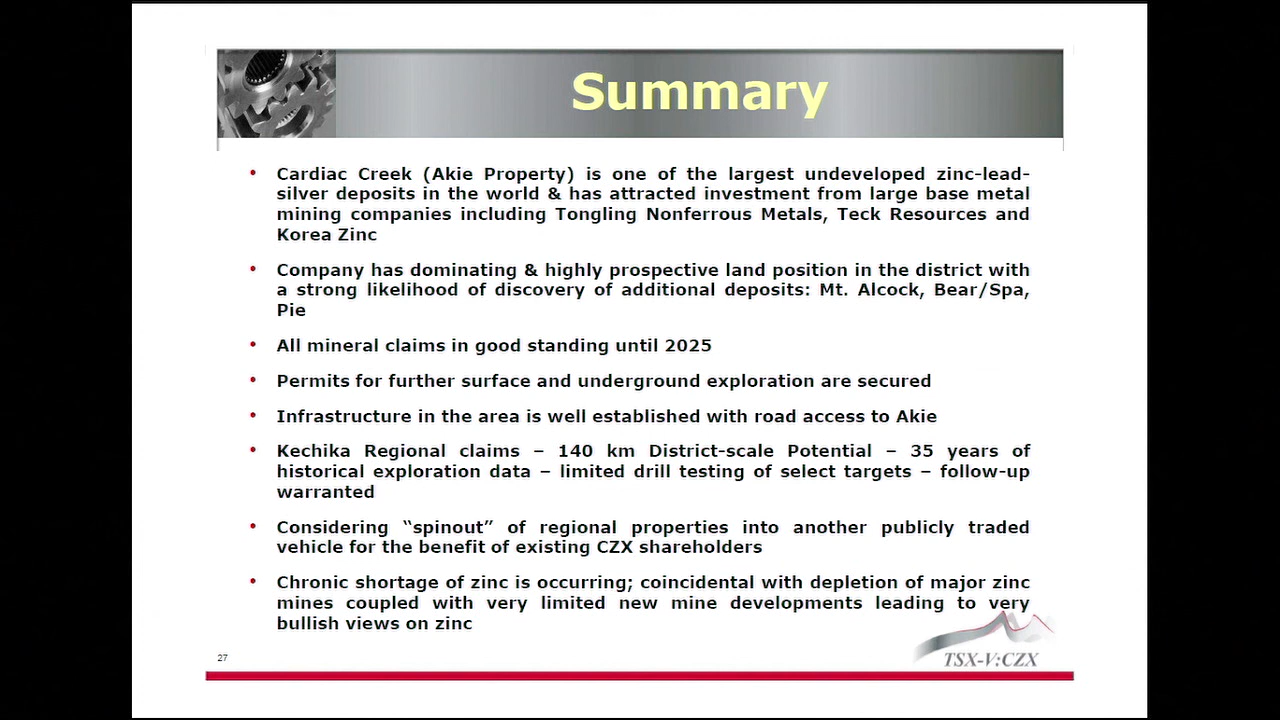 Summary
• Cardiac Creek (Akie Property) is one of the largest undeveloped zinc-lead-
silver deposits in the world & has attracted investment from large base metal
mining companies including Tongling Nonferrous Metals, Teck Resources and
Korea Zinc
• Company has dominating & highly prospective land position in the district with
a strong likelihood of discovery of additional deposits: Mt. Alcock, Bear/Spa,
Pie
• All mineral claims in good standing until 2025
• Permits for further surface and underground exploration are secured
• Infrastructure in the area is well established with road access to Akie
• Kechika Regional claims – 140 km District-scale Potential – 35 years of
historical exploration data – limited drill testing of select targets – follow-up
warranted
• Considering “spinout” of regional properties into another publicly traded
vehicle for the benefit of existing CZX shareholders
• Chronic shortage of zinc is occurring; coincidental with depletion of major zinc
mines coupled with very limited new mine developments leading to very
bullish views on zinc
27
TSX-V:CZX